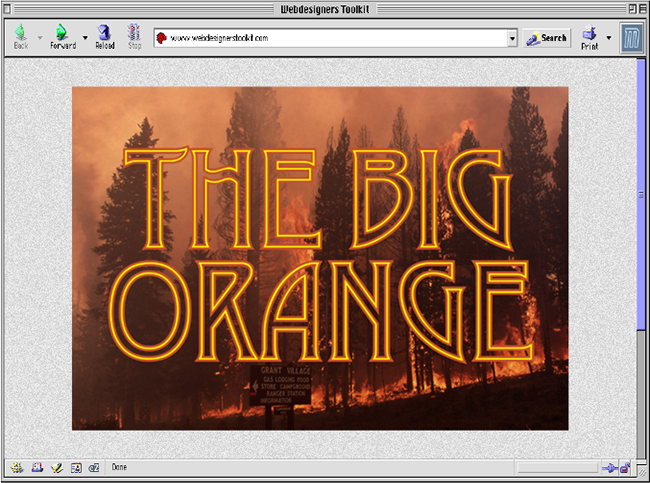 Webdesigners Toolkit
Back
Forward
Reload
Stop
www.webdesignerstoolkit.com
Search
Print
THE BIG
ORANGE
GRANT VILLAGE
GAS LODGING FOOD
STORE CAMPGROUND
RANGER STATION
INFORMATION
Done